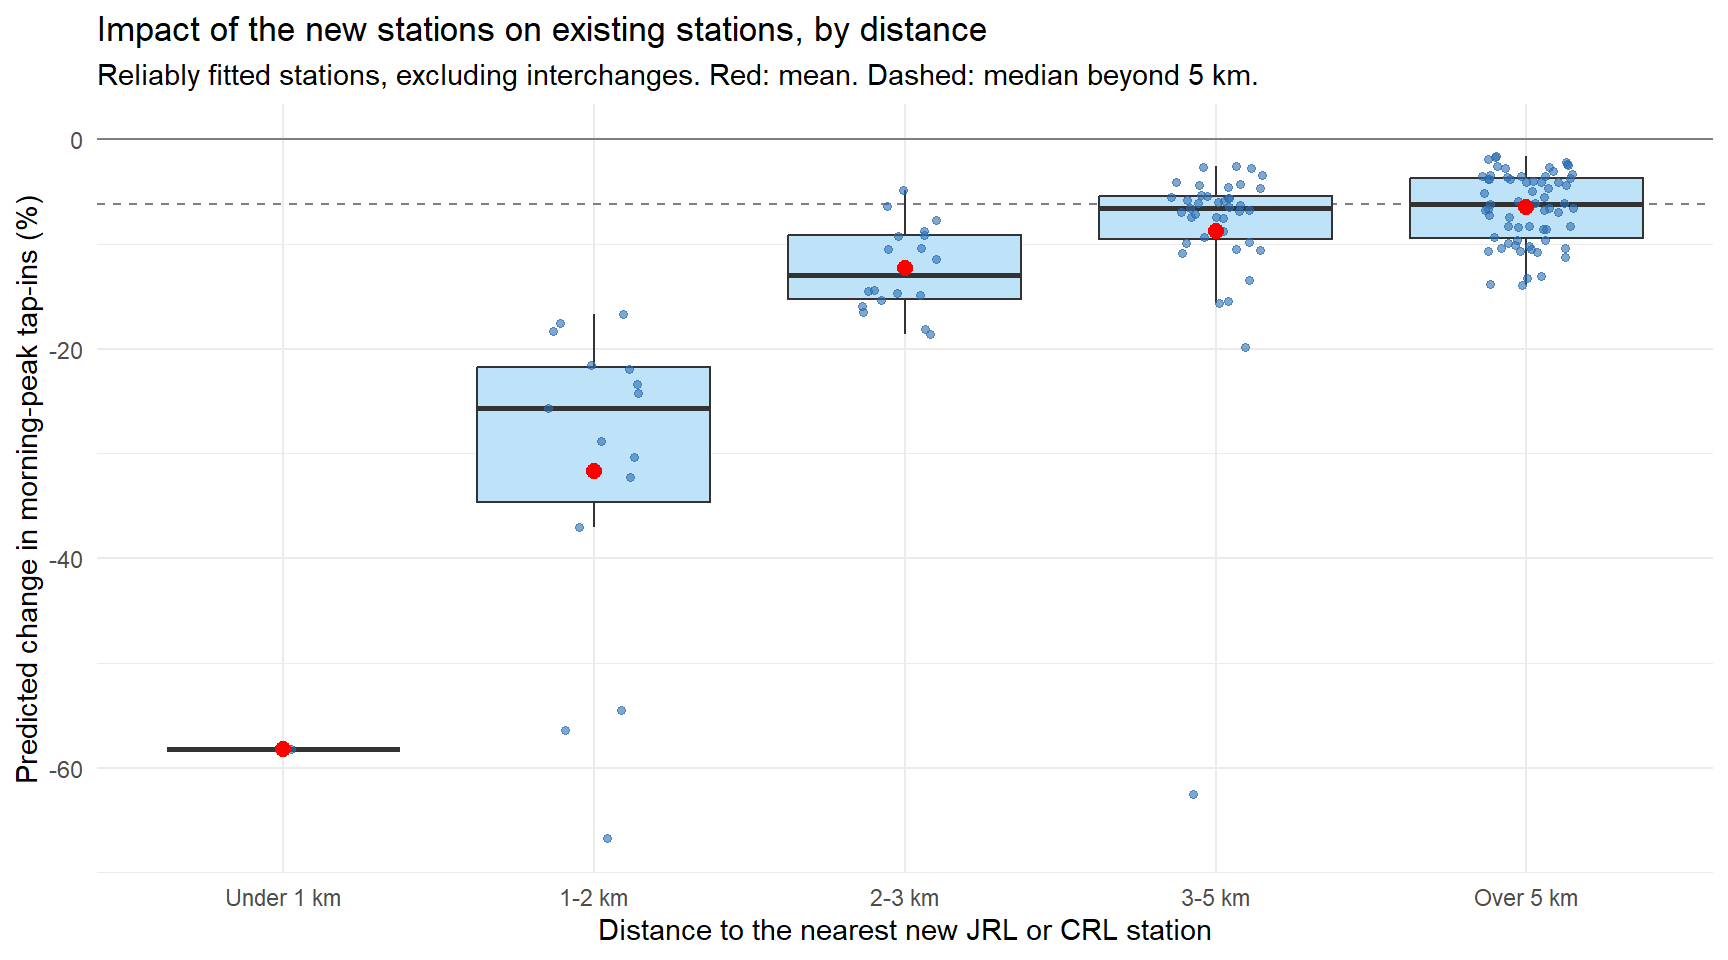 Impact of the new stations on existing stations, by distance
Reliably fitted stations, excluding interchanges. Red: mean. Dashed: median beyond 5 km.
Predicted change in morning-peak tap-ins (%)
0
-20
-40
-60
Under 1 km
1-2 km
2-3 km
3-5 km
Over 5 km
Distance to the nearest new JRL or CRL station